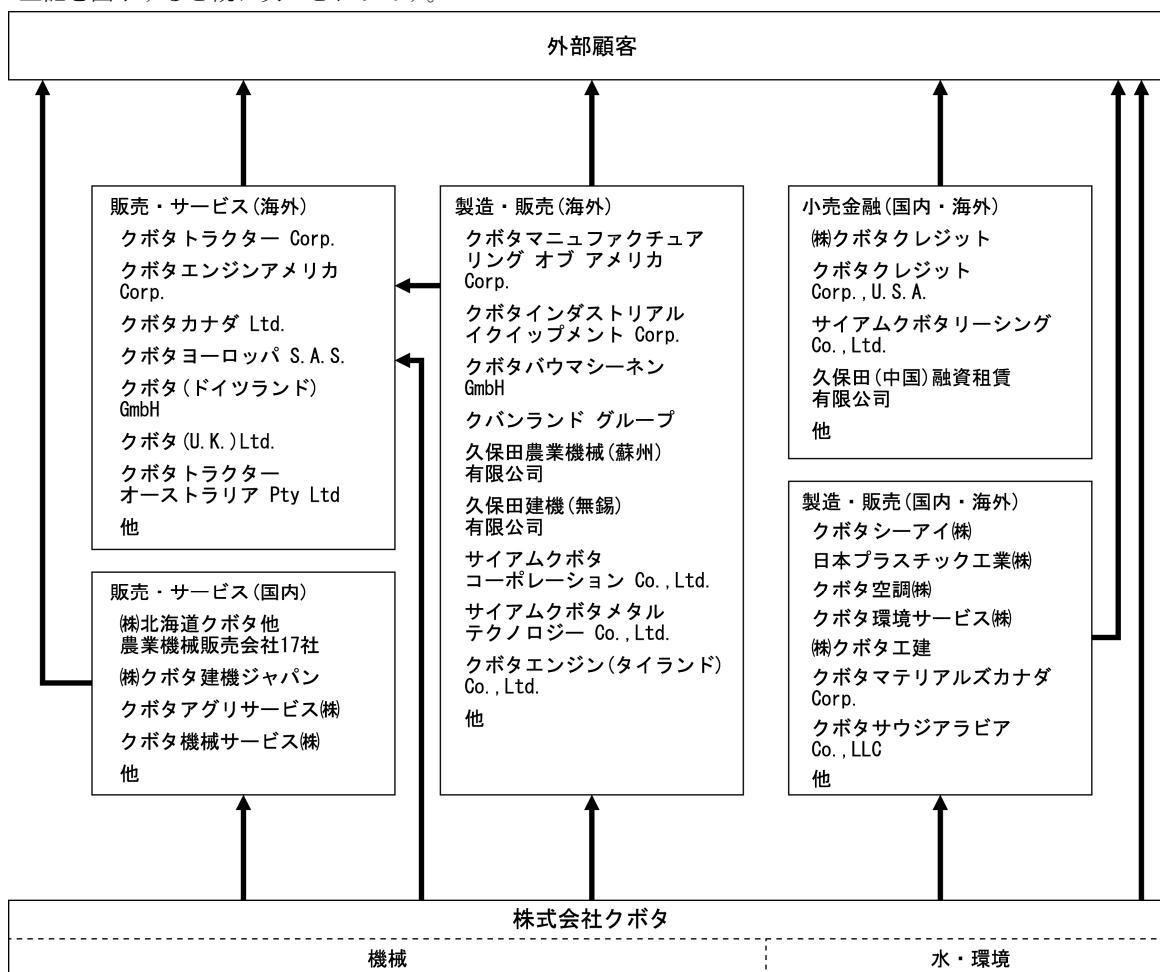 外部顧客
販売・サービス(海外)
クボタトラクター Corp.
クボタエンジンアメリカ
Corp.
クボタカナダ Ltd.
クボタヨーロッパ S.A.S.
クボタ(ドイツランド)
GmbH
クボタ(U.K.)Ltd.
クボタトラクター
オーストラリア Pty Ltd
他
販売・サービス(国内)
㈱北海道クボタ他
農業機械販売会社17社
㈱クボタ建機ジャパン
クボタアグリサービス㈱
クボタ機械サービス㈱
他
製造・販売(海外)
クボタマニュファクチュア
リング オブ アメリカ
Corp.
クボタインダストリアル
イクイップメント Corp.
クボタバウマシーネン
GmbH
クバンランド グループ
久保田農業機械(蘇州)
有限公司
久保田建機(無錫)
有限公司
サイアムクボタ
コーポレーション Co.,Ltd.
サイアムクボタメタル
テクノロジー Co.,Ltd.
クボタエンジン(タイランド)
Co.,Ltd.
他
小売金融(国内・海外)
㈱クボタクレジット
クボタクレジット
Corp.,U.S.A.
サイアムクボタリーシング
Co.,Ltd.
久保田(中国)融資租賃
有限公司
他
製造・販売(国内・海外)
クボタシーアイ㈱
日本プラスチック工業㈱
クボタ空調㈱
クボタ環境サービス㈱
㈱クボタ工建
クボタマテリアルズカナダ
Corp.
クボタサウジアラビア
Co.,LLC
他
株式会社クボタ
機械
水・環境